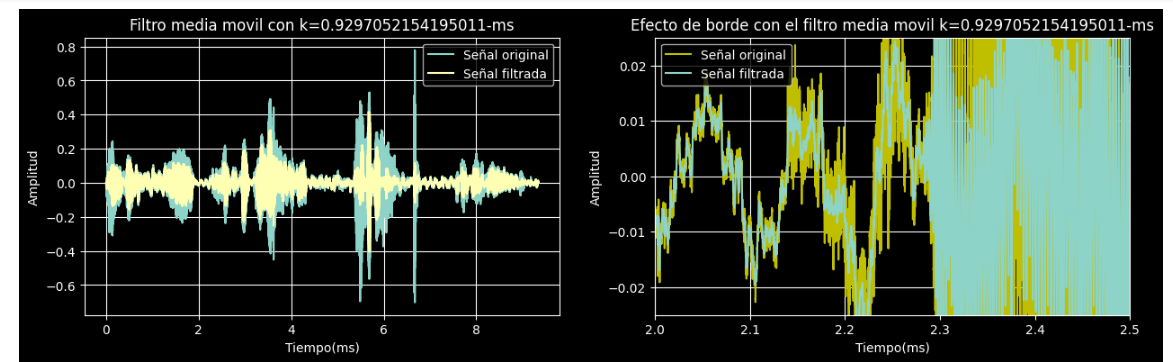 Filtro media movil con k=0.9297052154195011-ms
Señal original
Señal filtrada
0.8
0.6
0.4
0.2
0.0
−0.2
−0.4
−0.6
Amplitud
0
2
4
6
8
Tiempo(ms)
Efecto de borde con el filtro media movil k=0.9297052154195011-ms
Señal original
Señal filtrada
0.02
0.01
0.00
−0.01
−0.02
Amplitud
2.0
2.1
2.2
2.3
2.4
2.5
Tiempo(ms)